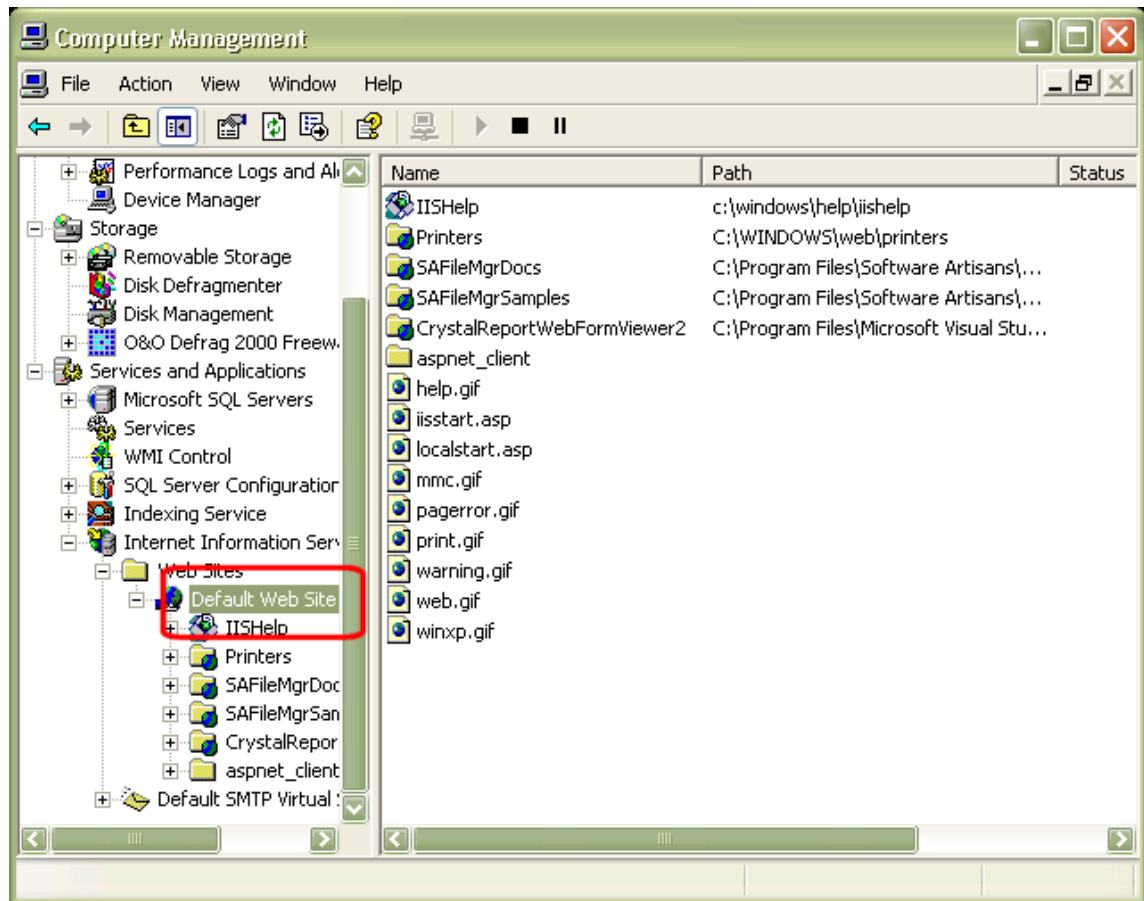 Computer Management
File Action View Window Help
Performance Logs and Al
Device Manager
Storage
Removable Storage
Disk Defragmenter
Disk Management
O&O Defrag 2000 Freew
Services and Applications
Microsoft SQL Servers
Services
WMI Control
SQL Server Configuration
Indexing Service
Internet Information Serv
Web Sites
Default Web Site
IISHelp
Printers
SAFileMgrDoc
SAFileMgrSan
CrystalRepor
aspnet_client
Default SMTP Virtual
Name Path Status
IISHelp c:\windows\help\iishelp
Printers C:\WINDOWS\web\printers
SAFileMgrDocs C:\Program Files\Software Artisans\...
SAFileMgrSamples C:\Program Files\Software Artisans\...
CrystalReportWebFormViewer2 C:\Program Files\Microsoft Visual Stu...
aspnet_client
help.gif
iisstart.asp
localstart.asp
mmc.gif
pagerror.gif
print.gif
warning.gif
web.gif
winxp.gif